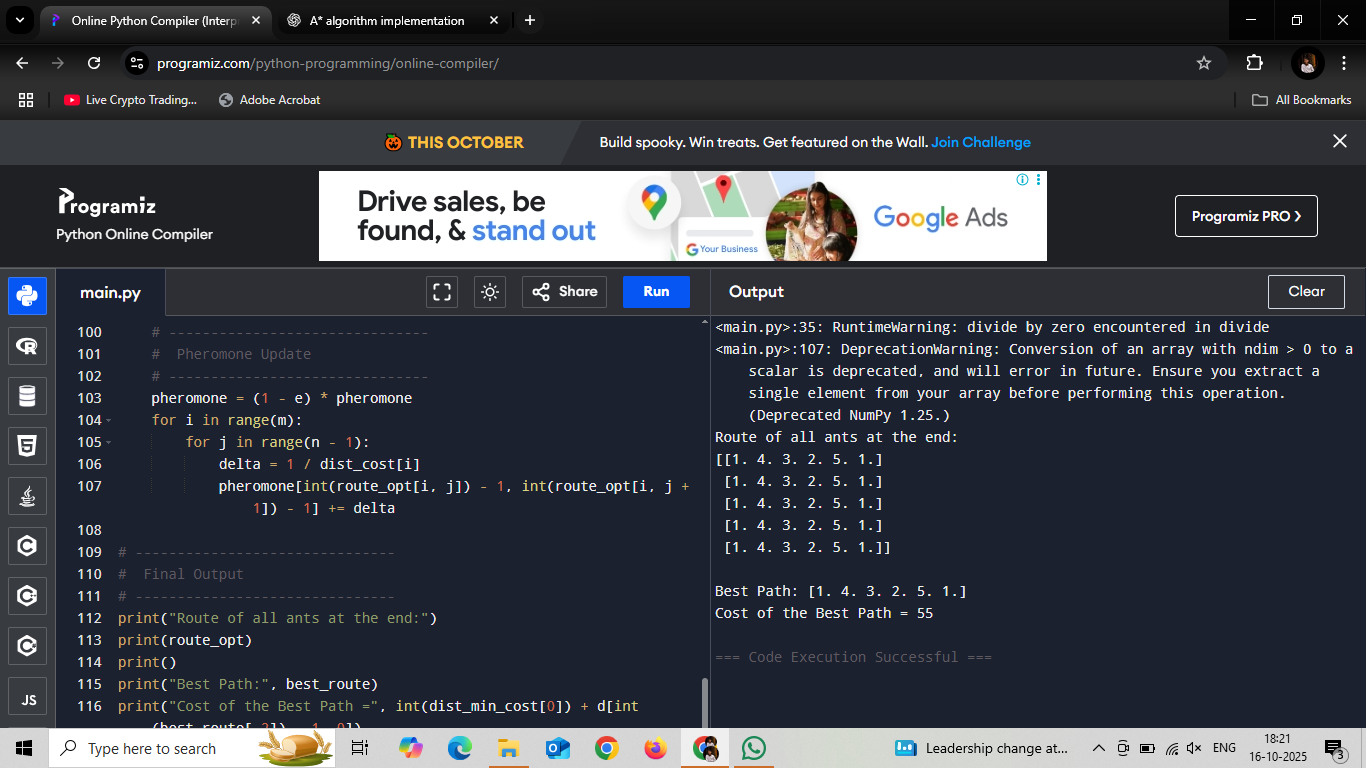 Online Python Compiler (Interp
A* algorithm implementation
programiz.com/python-programming/online-compiler/
Live Crypto Trading...
Adobe Acrobat
All Bookmarks
THIS OCTOBER
Build spooky. Win treats. Get featured on the Wall. Join Challenge
Programiz
Python Online Compiler
Drive sales, be
found, & stand out
Your Business
Google Ads
Programiz PRO
main.py
Share
Run
Output
Clear
100 # -------------------------------
101 #  Pheromone Update
102 # -------------------------------
103 pheromone = (1 - e) * pheromone
104 for i in range(m):
105 for j in range(n - 1):
106 delta = 1 / dist_cost[i]
107 pheromone[int(route_opt[i, j]) - 1, int(route_opt[i, j +
1]) - 1] += delta
108
109 # -------------------------------
110 #  Final Output
111 # -------------------------------
112 print("Route of all ants at the end:")
113 print(route_opt)
114 print()
115 print("Best Path:", best_route)
116 print("Cost of the Best Path =", int(dist_min_cost[0]) + d[int
(best_route[-2]) - 1, 0])
<main.py>:35: RuntimeWarning: divide by zero encountered in divide
<main.py>:107: DeprecationWarning: Conversion of an array with ndim > 0 to a
scalar is deprecated, and will error in future. Ensure you extract a
single element from your array before performing this operation.
(Deprecated NumPy 1.25.)
Route of all ants at the end:
[[1. 4. 3. 2. 5. 1.]
[1. 4. 3. 2. 5. 1.]
[1. 4. 3. 2. 5. 1.]
[1. 4. 3. 2. 5. 1.]
[1. 4. 3. 2. 5. 1.]]
Best Path: [1. 4. 3. 2. 5. 1.]
Cost of the Best Path = 55
=== Code Execution Successful ===
JS
Type here to search
Leadership change at...
ENG
18:21
16-10-2025
3